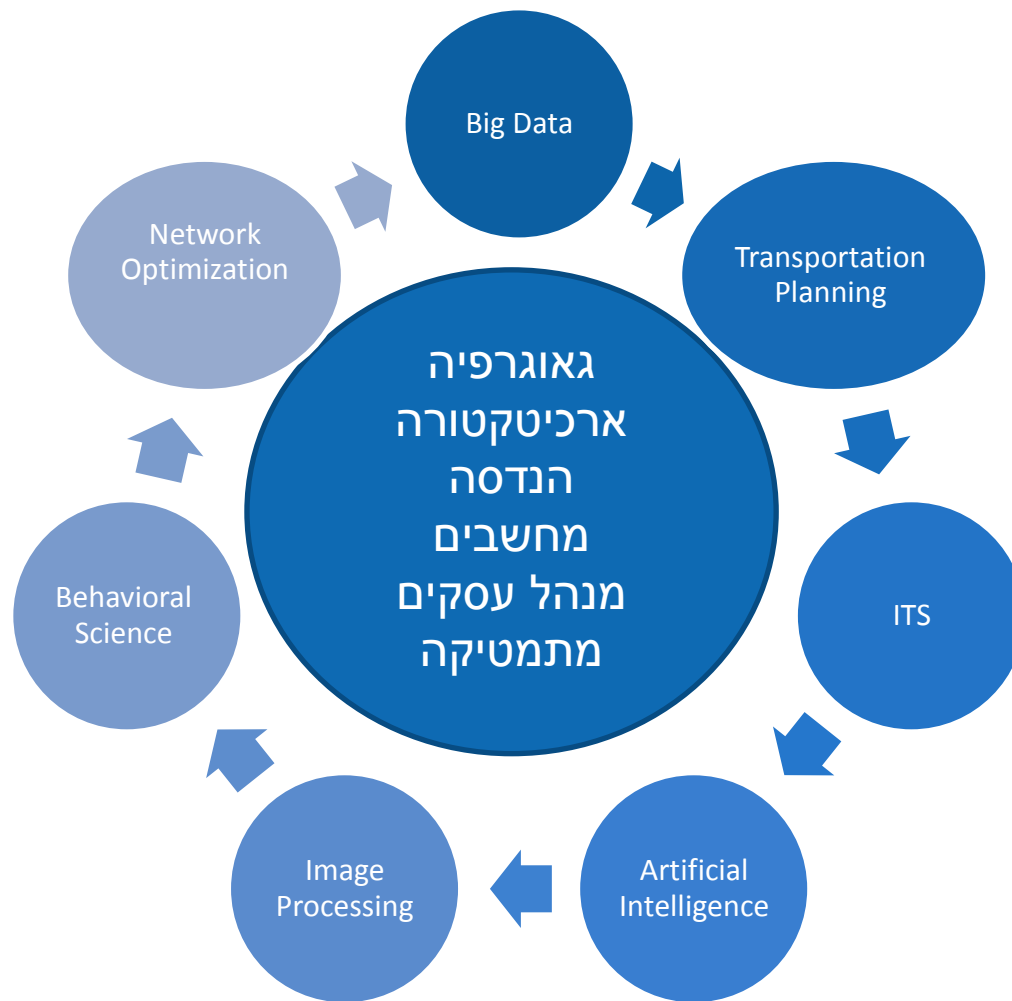 Big Data
Transportation
Planning
ITS
Artificial
Intelligence
Image
Processing
Behavioral
Science
Network
Optimization
גאוגרפיה
ארכיטקטורה
הנדסה
מחשבים
מנהל עסקים
מתמטיקה